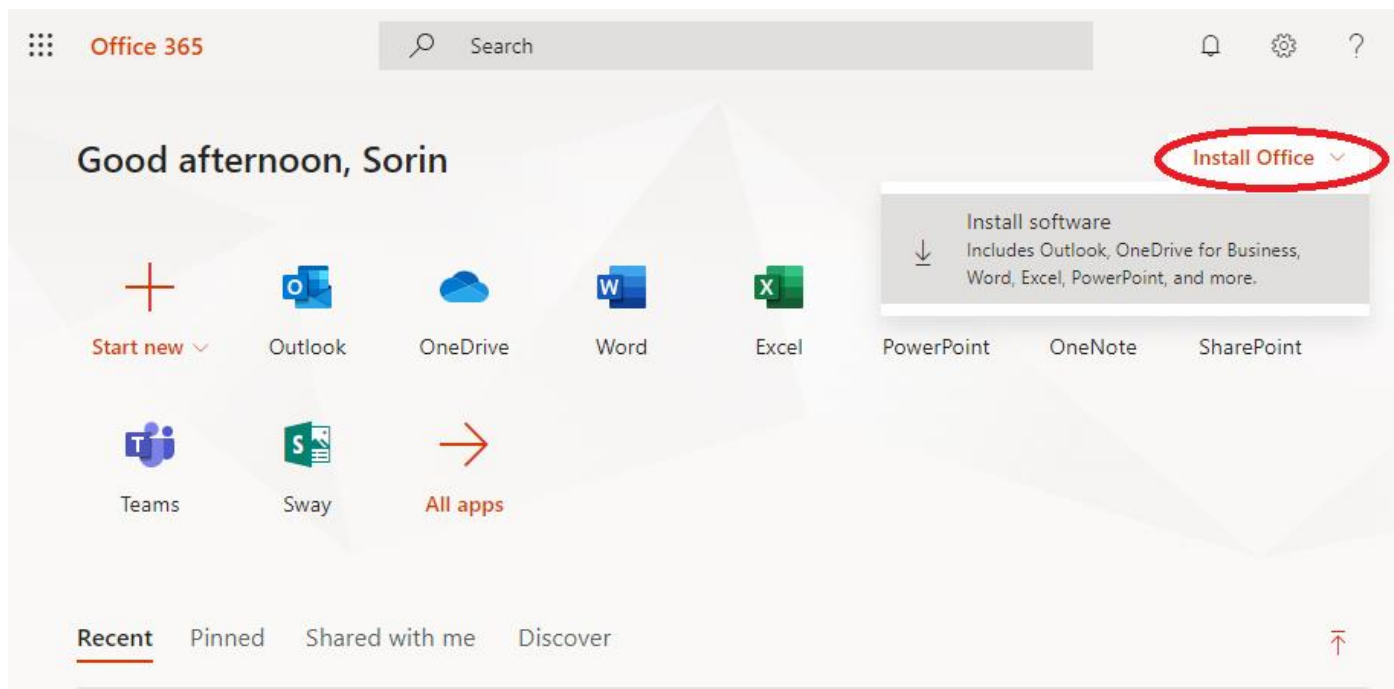 Office 365
Search
?
Good afternoon, Sorin
Install Office
Install software
Includes Outlook, OneDrive for Business,
Word, Excel, PowerPoint, and more.
Start new
Outlook
OneDrive
Word
Excel
PowerPoint
OneNote
SharePoint
Teams
Sway
All apps
Recent
Pinned
Shared with me
Discover